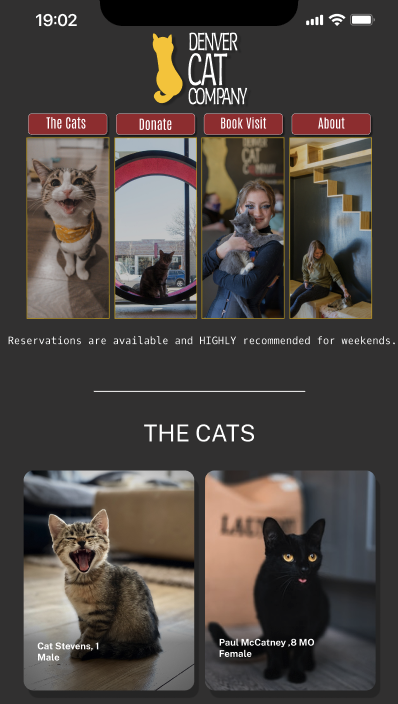 19:02
DENVER
CAT
COMPANY
The Cats
Donate
Book Visit
About
CAT
Reservations are available and HIGHLY recommended for weekends.
THE CATS
Cat Stevens, 1
Male
Paul McCatney ,8 MO
Female